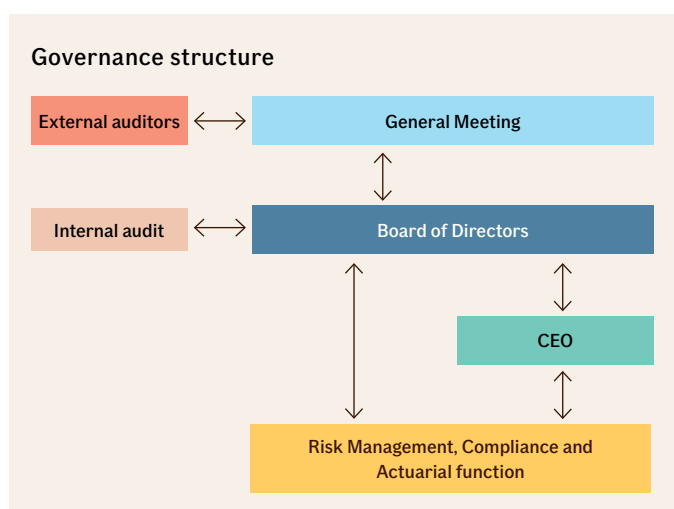 Governance structure
External auditors
General Meeting
Internal audit
Board of Directors
CEO
Risk Management, Compliance and
Actuarial function